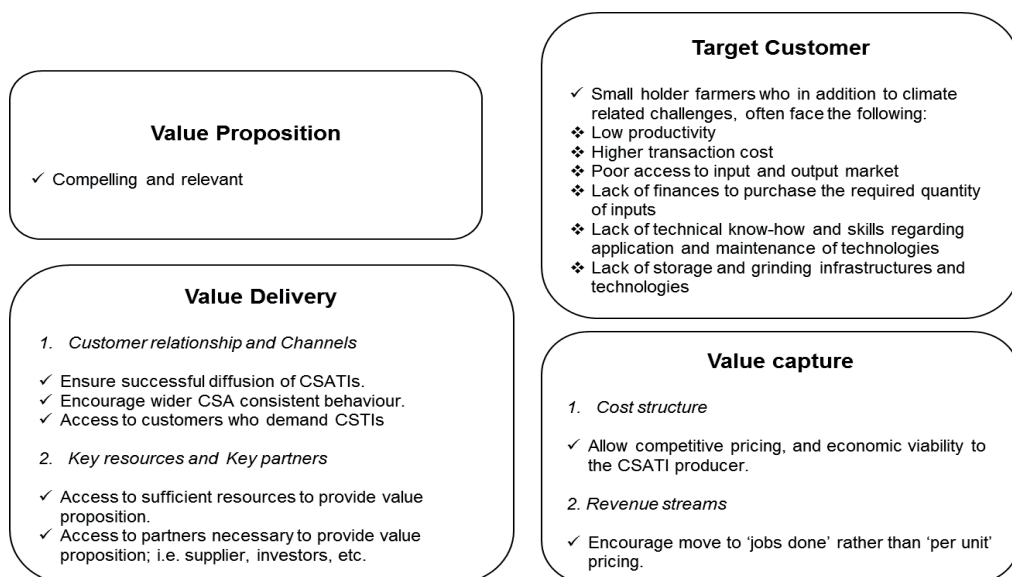 Value Proposition
✓ Compelling and relevant
Target Customer
✓ Small holder farmers who in addition to climate
related challenges, often face the following:
❖ Low productivity
❖ Higher transaction cost
❖ Poor access to input and output market
❖ Lack of finances to purchase the required quantity
of inputs
❖ Lack of technical know-how and skills regarding
application and maintenance of technologies
❖ Lack of storage and grinding infrastructures and
technologies
Value Delivery
1. Customer relationship and Channels
✓ Ensure successful diffusion of CSATIs.
✓ Encourage wider CSA consistent behaviour.
✓ Access to customers who demand CSTIs
2. Key resources and Key partners
✓ Access to sufficient resources to provide value
proposition.
✓ Access to partners necessary to provide value
proposition; i.e. supplier, investors, etc.
Value capture
1. Cost structure
✓ Allow competitive pricing, and economic viability to
the CSATI producer.
2. Revenue streams
✓ Encourage move to ‘jobs done’ rather than ‘per unit’
pricing.